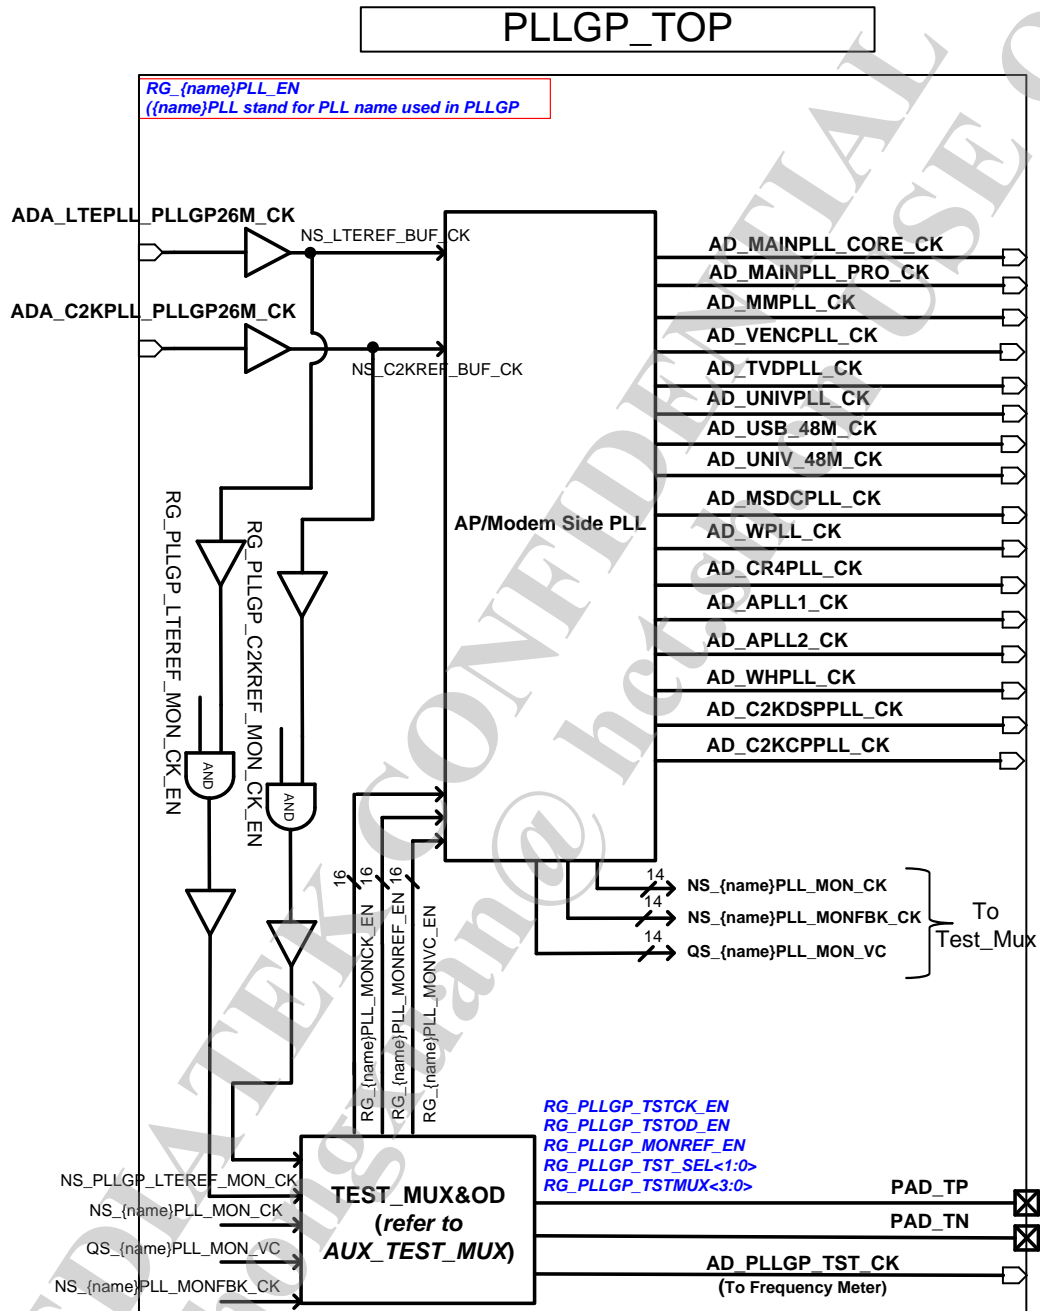 PLLGP_TOP
RG_{name}PLL_EN
({name}PLL stand for PLL name used in PLLGP
ADA_LTEPLL_PLLGP26M_CK
NS_LTEREF_BUF_CK
ADA_C2KPLL_PLLGP26M_CK
NS_C2KREF_BUF_CK
AP/Modem Side PLL
AD_MAINPLL_CORE_CK
AD_MAINPLL_PRO_CK
AD_MMPLL_CK
AD_VENCPLL_CK
AD_TVDPLL_CK
AD_UNIVPLL_CK
AD_USB_48M_CK
AD_UNIV_48M_CK
AD_MSDCPLL_CK
AD_WPLL_CK
AD_CR4PLL_CK
AD_APLL1_CK
AD_APLL2_CK
AD_WHPLL_CK
AD_C2KDSPPLL_CK
AD_C2KCPPLL_CK
RG_PLLGP_LTEREF_MON_CK_EN
RG_PLLGP_C2KREF_MON_CK_EN
AND
AND
16
16
16
RG_{name}PLL_MONCK_EN
RG_{name}PLL_MONREF_EN
RG_{name}PLL_MONVC_EN
14
NS_{name}PLL_MON_CK
14
NS_{name}PLL_MONFBK_CK
14
QS_{name}PLL_MON_VC
To
Test_Mux
RG_PLLGP_TSTCK_EN
RG_PLLGP_TSTOD_EN
RG_PLLGP_MONREF_EN
RG_PLLGP_TST_SEL<1:0>
RG_PLLGP_TSTMUX<3:0>
NS_PLLGP_LTEREF_MON_CK
NS_{name}PLL_MON_CK
QS_{name}PLL_MON_VC
NS_{name}PLL_MONFBK_CK
TEST_MUX&OD
(refer to
AUX_TEST_MUX)
PAD_TP
PAD_TN
AD_PLLGP_TST_CK
(To Frequency Meter)